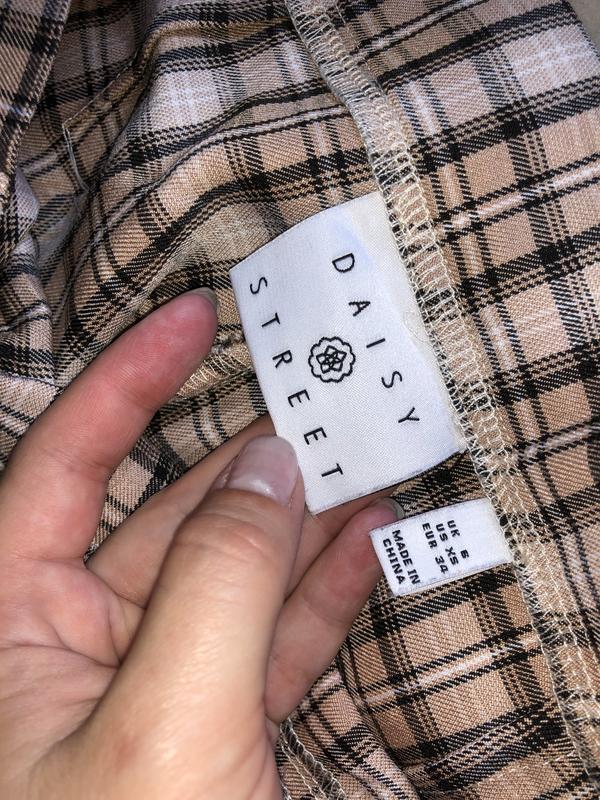 DAISY
STREET
UK 6
US XS
EUR 34
MADE IN
CHINA